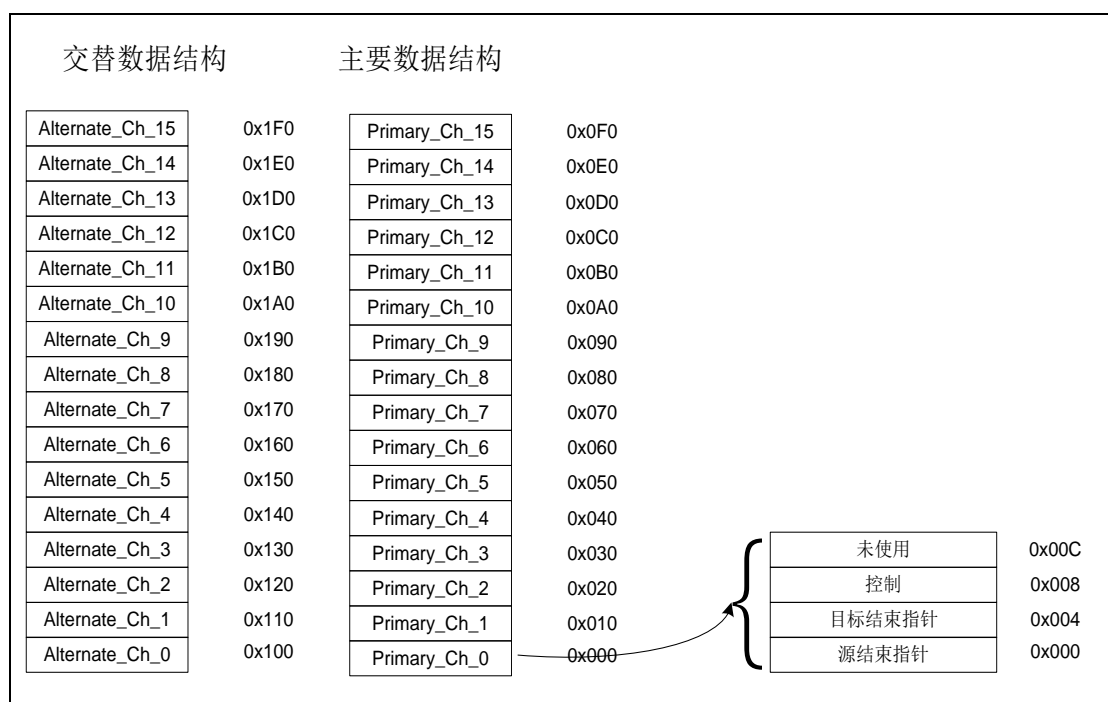 交替数据结构 主要数据结构
Alternate_Ch_15 0x1F0 Primary_Ch_15 0x0F0
Alternate_Ch_14 0x1E0 Primary_Ch_14 0x0E0
Alternate_Ch_13 0x1D0 Primary_Ch_13 0x0D0
Alternate_Ch_12 0x1C0 Primary_Ch_12 0x0C0
Alternate_Ch_11 0x1B0 Primary_Ch_11 0x0B0
Alternate_Ch_10 0x1A0 Primary_Ch_10 0x0A0
Alternate_Ch_9 0x190 Primary_Ch_9 0x090
Alternate_Ch_8 0x180 Primary_Ch_8 0x080
Alternate_Ch_7 0x170 Primary_Ch_7 0x070
Alternate_Ch_6 0x160 Primary_Ch_6 0x060
Alternate_Ch_5 0x150 Primary_Ch_5 0x050
Alternate_Ch_4 0x140 Primary_Ch_4 0x040
Alternate_Ch_3 0x130 Primary_Ch_3 0x030 未使用 0x00C
Alternate_Ch_2 0x120 Primary_Ch_2 0x020 控制 0x008
Alternate_Ch_1 0x110 Primary_Ch_1 0x010 目标结束指针 0x004
Alternate_Ch_0 0x100 Primary_Ch_0 0x000 源结束指针 0x000